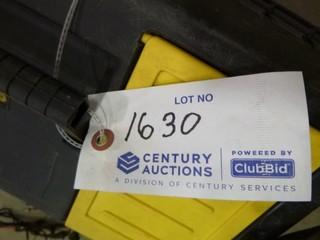 LOT NO
1630
CENTURY AUCTIONS
POWERED BY
ClubBid
A DIVISION OF CENTURY SERVICES